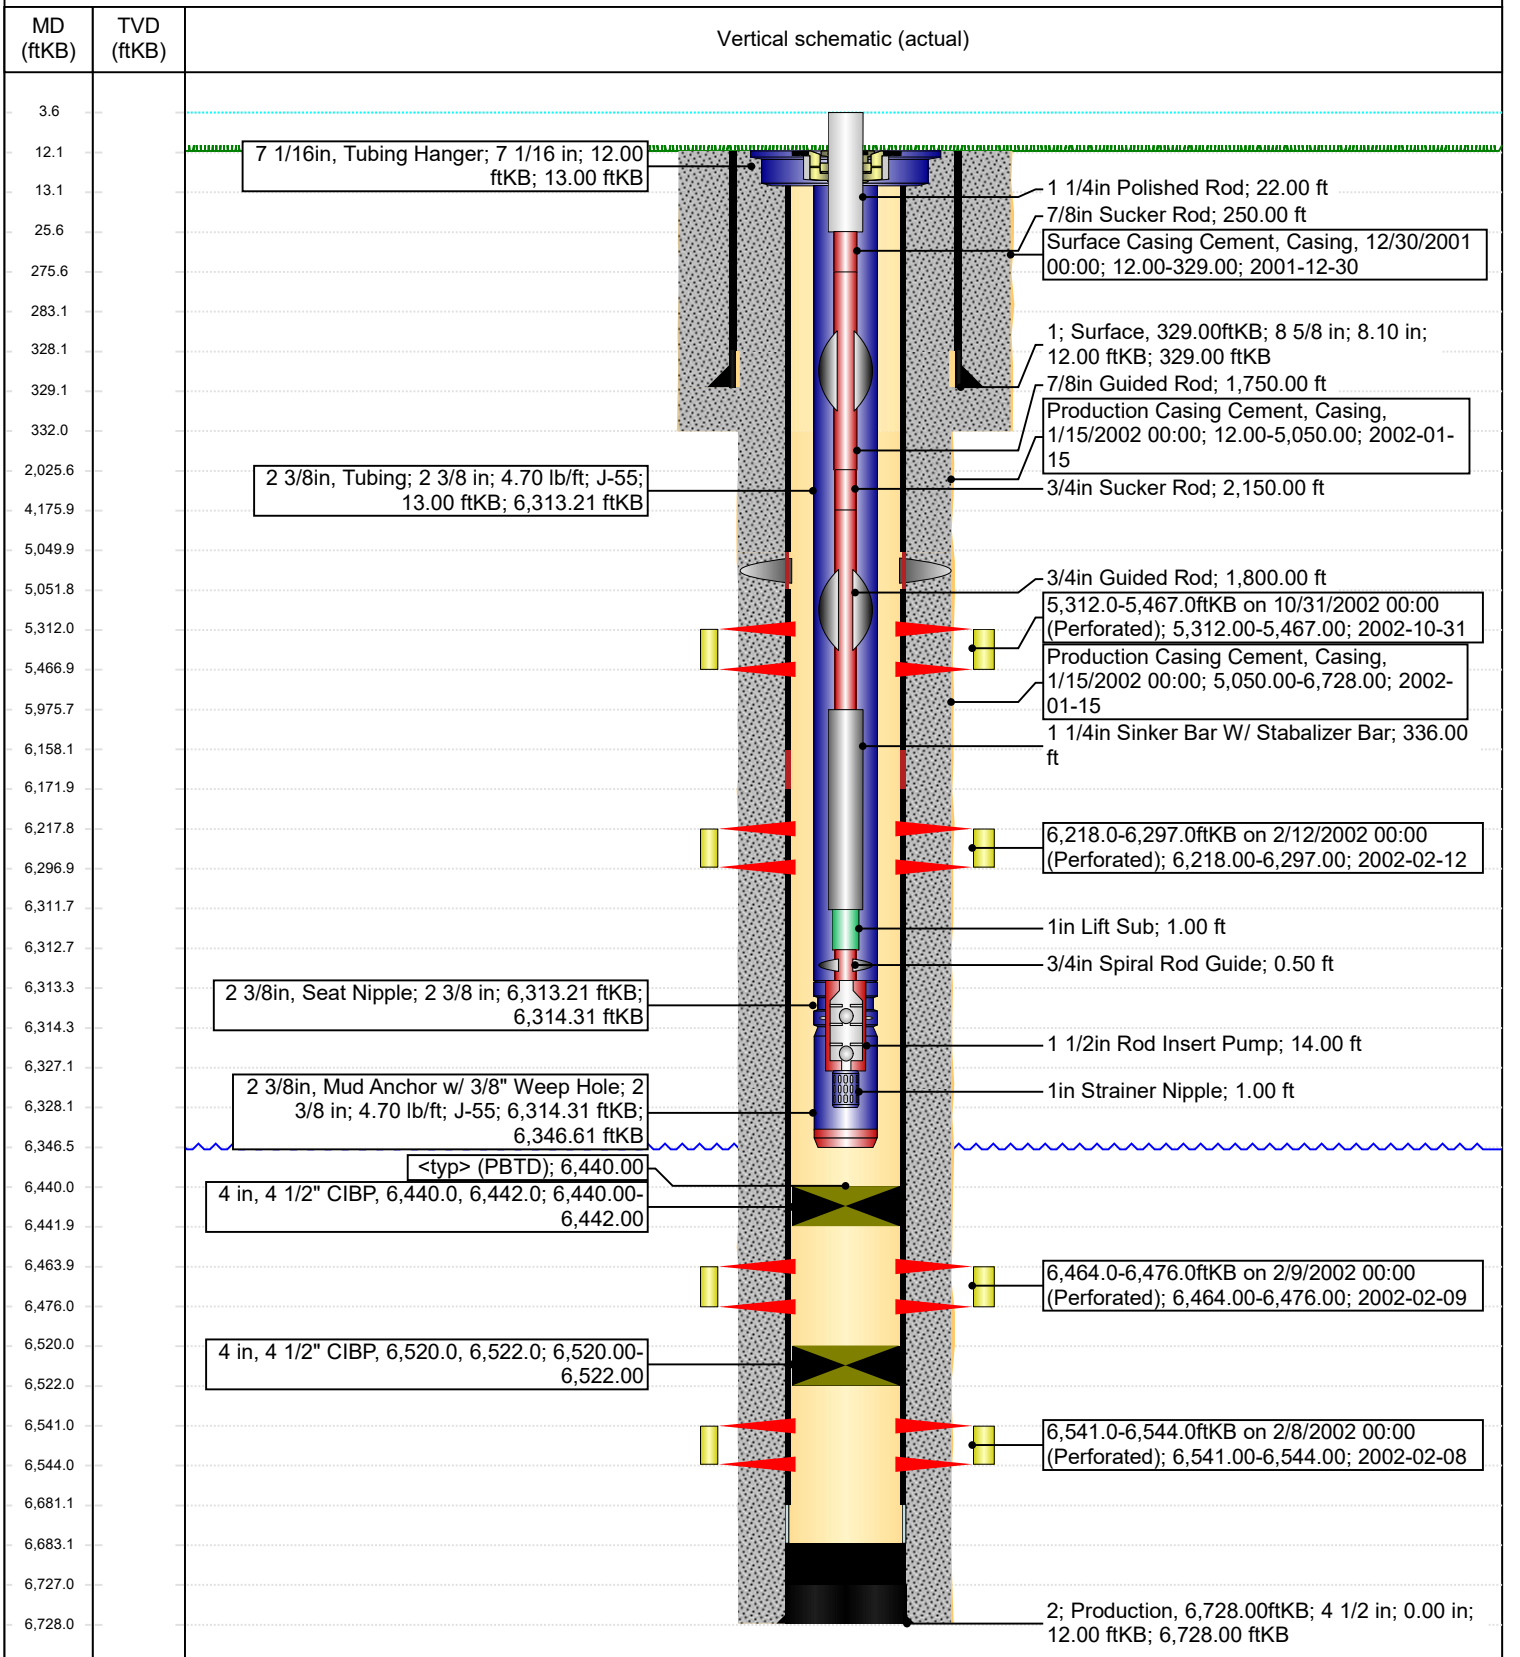 MD
(ftKB)
TVD
(ftKB)
Vertical schematic (actual)
3.6
12.1
13.1
25.6
275.6
283.1
328.1
329.1
332.0
2,025.6
4,175.9
5,049.9
5,051.8
5,312.0
5,466.9
5,975.7
6,158.1
6,171.9
6,217.8
6,296.9
6,311.7
6,312.7
6,313.3
6,314.3
6,327.1
6,328.1
6,346.5
6,440.0
6,441.9
6,463.9
6,476.0
6,520.0
6,522.0
6,541.0
6,544.0
6,681.1
6,683.1
6,727.0
6,728.0
7 1/16in, Tubing Hanger; 7 1/16 in; 12.00
ftKB; 13.00 ftKB
2 3/8in, Tubing; 2 3/8 in; 4.70 lb/ft; J-55;
13.00 ftKB; 6,313.21 ftKB
2 3/8in, Seat Nipple; 2 3/8 in; 6,313.21 ftKB;
6,314.31 ftKB
2 3/8in, Mud Anchor w/ 3/8" Weep Hole; 2
3/8 in; 4.70 lb/ft; J-55; 6,314.31 ftKB;
6,346.61 ftKB
<typ> (PBTD); 6,440.00
4 in, 4 1/2" CIBP, 6,440.0, 6,442.0; 6,440.00-
6,442.00
4 in, 4 1/2" CIBP, 6,520.0, 6,522.0; 6,520.00-
6,522.00
1 1/4in Polished Rod; 22.00 ft
7/8in Sucker Rod; 250.00 ft
Surface Casing Cement, Casing, 12/30/2001
00:00; 12.00-329.00; 2001-12-30
1; Surface, 329.00ftKB; 8 5/8 in; 8.10 in;
12.00 ftKB; 329.00 ftKB
7/8in Guided Rod; 1,750.00 ft
Production Casing Cement, Casing,
1/15/2002 00:00; 12.00-5,050.00; 2002-01-
15
3/4in Sucker Rod; 2,150.00 ft
3/4in Guided Rod; 1,800.00 ft
5,312.0-5,467.0ftKB on 10/31/2002 00:00
(Perforated); 5,312.00-5,467.00; 2002-10-31
Production Casing Cement, Casing,
1/15/2002 00:00; 5,050.00-6,728.00; 2002-
01-15
1 1/4in Sinker Bar W/ Stabalizer Bar; 336.00
ft
6,218.0-6,297.0ftKB on 2/12/2002 00:00
(Perforated); 6,218.00-6,297.00; 2002-02-12
1in Lift Sub; 1.00 ft
3/4in Spiral Rod Guide; 0.50 ft
1 1/2in Rod Insert Pump; 14.00 ft
1in Strainer Nipple; 1.00 ft
6,464.0-6,476.0ftKB on 2/9/2002 00:00
(Perforated); 6,464.00-6,476.00; 2002-02-09
6,541.0-6,544.0ftKB on 2/8/2002 00:00
(Perforated); 6,541.00-6,544.00; 2002-02-08
2; Production, 6,728.00ftKB; 4 1/2 in; 0.00 in;
12.00 ftKB; 6,728.00 ftKB